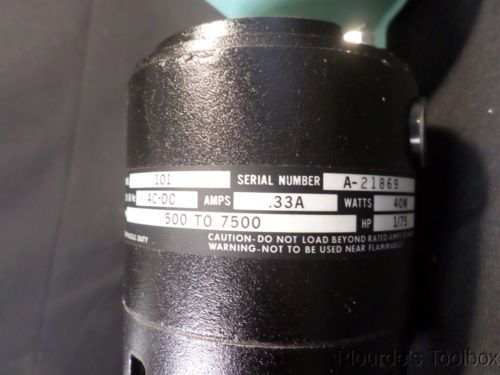 101 SERIAL NUMBER A-21869
AC-DC AMPS .33A WATTS 40W
500 TO 7500 HP 1/75
DUTY CAUTION-DO NOT LOAD BEYOND RATED AMPS
WARNING-NOT TO BE USED NEAR FLAMMABLE
Plourde's Toolbox